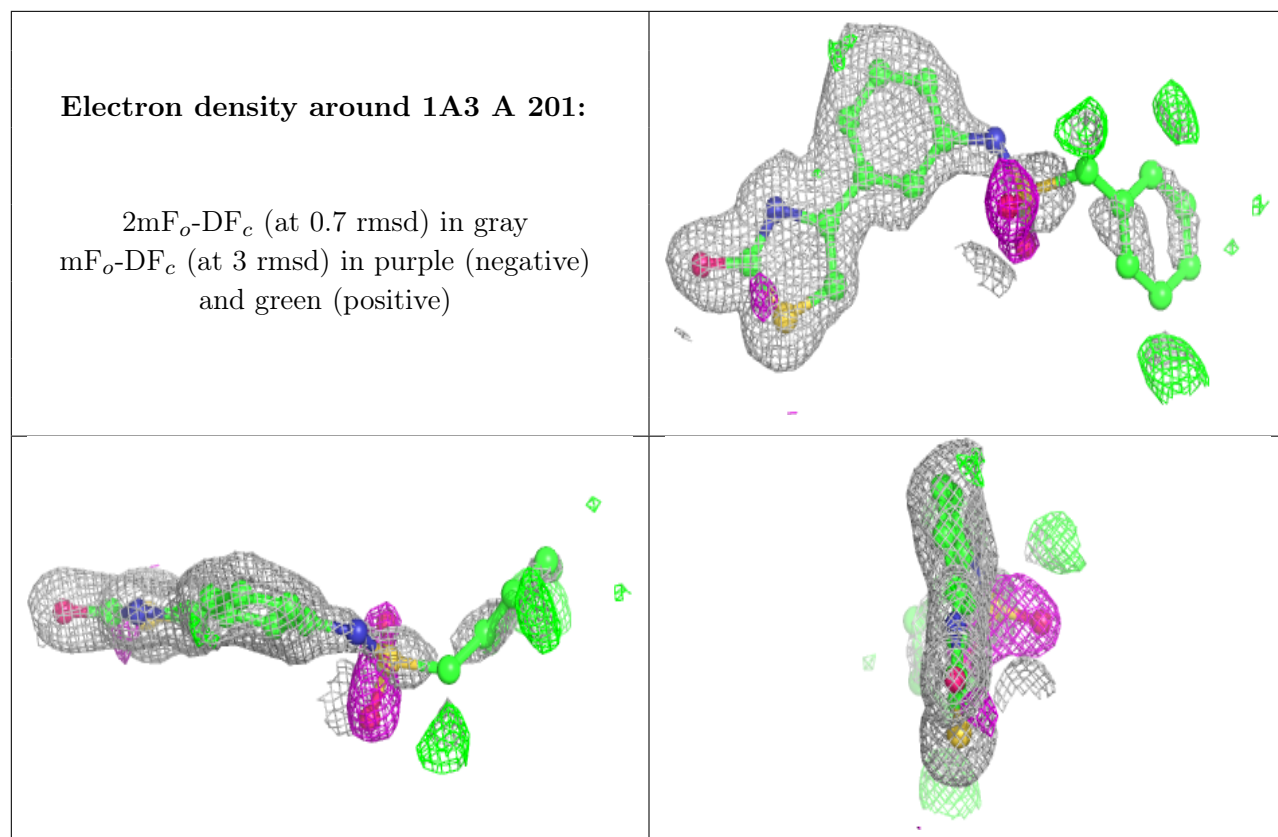 Electron density around 1A3 A 201:
2mFₒ-DF𝒸 (at 0.7 rmsd) in gray
mFₒ-DF𝒸 (at 3 rmsd) in purple (negative)
and green (positive)